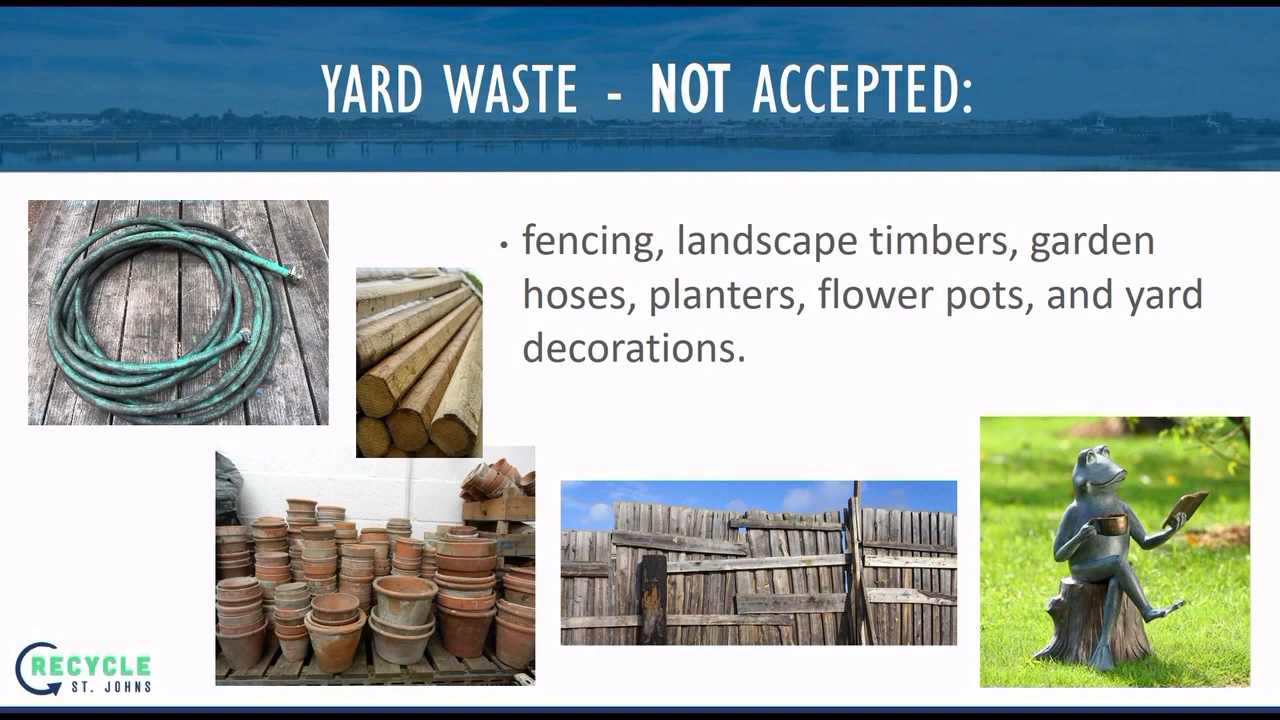 YARD WASTE - NOT ACCEPTED:
• fencing, landscape timbers, garden
hoses, planters, flower pots, and yard
decorations.
RECYCLE
ST. JOHNS